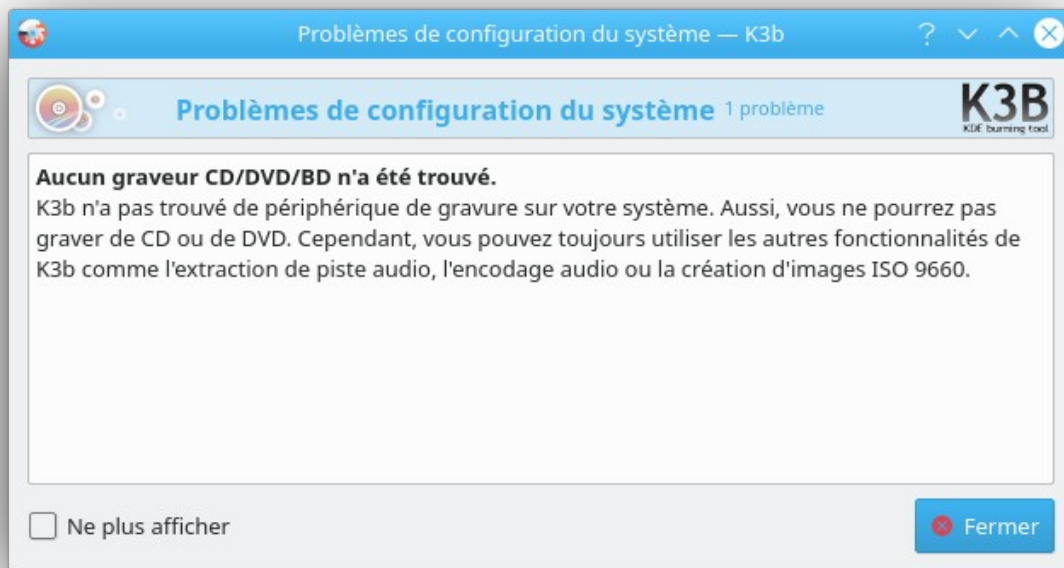 Problèmes de configuration du système — K3b
Problèmes de configuration du système 1 problème
K3B
KDE burning tool
Aucun graveur CD/DVD/BD n'a été trouvé.
K3b n'a pas trouvé de périphérique de gravure sur votre système. Aussi, vous ne pourrez pas
graver de CD ou de DVD. Cependant, vous pouvez toujours utiliser les autres fonctionnalités de
K3b comme l'extraction de piste audio, l'encodage audio ou la création d'images ISO 9660.
Ne plus afficher
Fermer